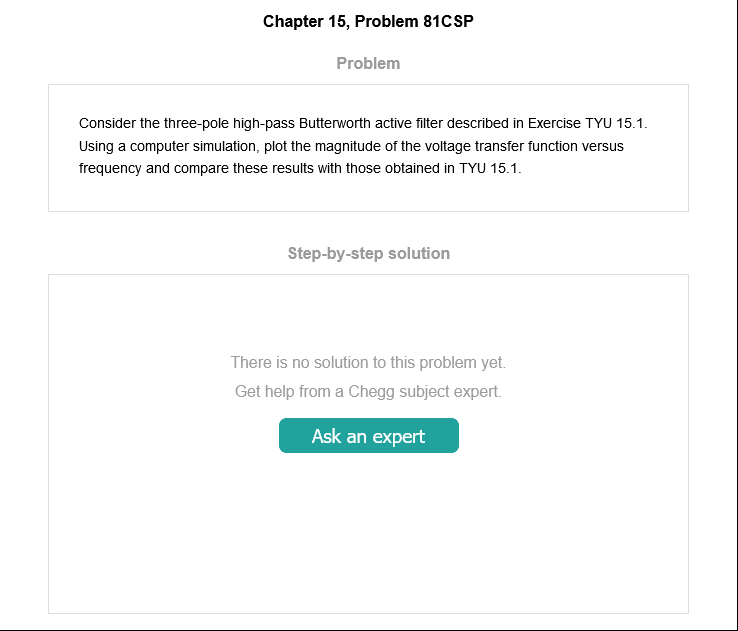 Chapter 15, Problem 81CSP
Problem
Consider the three-pole high-pass Butterworth active filter described in Exercise TYU 15.1.
Using a computer simulation, plot the magnitude of the voltage transfer function versus
frequency and compare these results with those obtained in TYU 15.1.
Step-by-step solution
There is no solution to this problem yet.
Get help from a Chegg subject expert.
Ask an expert